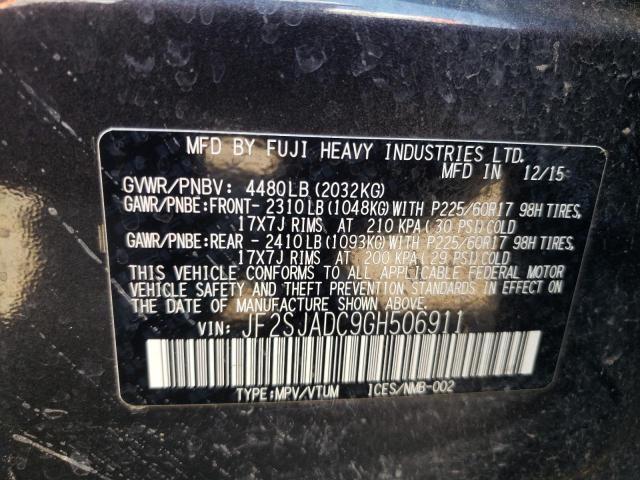 MFD BY FUJI HEAVY INDUSTRIES LTD.
MFD IN 12/15
GVWR/PNBV: 4480LB (2032KG)
GAWR/PNBE:FRONT- 2310LB (1048KG)WITH P225/60R17 98H TIRES,
17X7J RIMS AT 210 KPA( 30 PSI)COLD
GAWR/PNBE:REAR - 2410LB (1093KG)WITH P225/60R17 98H TIRES,
17X7J RIMS AT 200 KPA( 29 PSI)COLD
THIS VEHICLE CONFORMS TO ALL APPLICABLE FEDERAL MOTOR
VEHICLE SAFETY AND THEFT PREVENTION STANDARDS IN EFFECT ON
THE DATE OF MANUFACTURE SHOWN ABOVE.
VIN: JF2SJADC9GH506911
TYPE:MPV/VTUM ICES/NMB-002